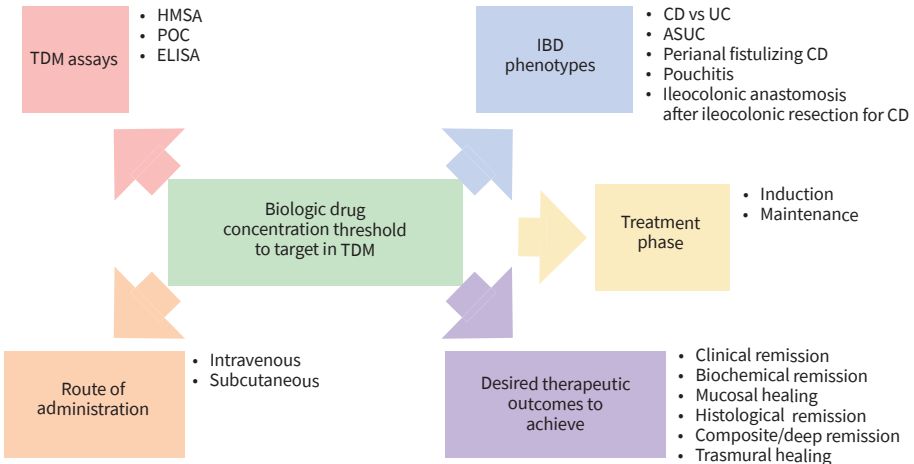 TDM assays
• HMSA
• POC
• ELISA
IBD
phenotypes
• CD vs UC
• ASUC
• Perianal fistulizing CD
• Pouchitis
• Ileocolonic anastomosis
after ileocolonic resection for CD
Biologic drug
concentration threshold
to target in TDM
Treatment
phase
• Induction
• Maintenance
Route of
administration
• Intravenous
• Subcutaneous
Desired therapeutic
outcomes to
achieve
• Clinical remission
• Biochemical remission
• Mucosal healing
• Histological remission
• Composite/deep remission
• Trasmural healing